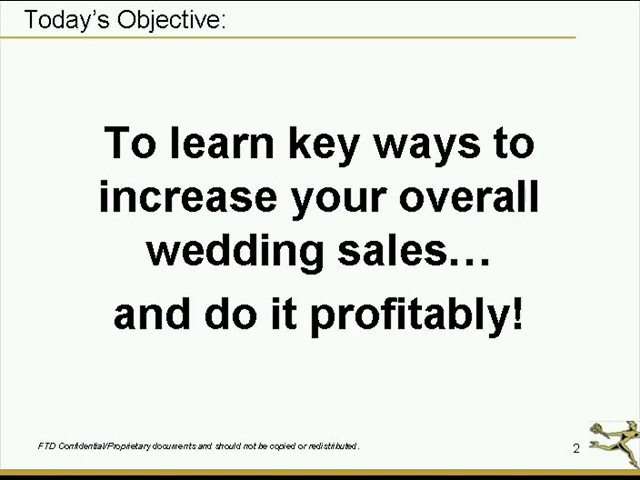 Today's Objective:
To learn key ways to
increase your overall
wedding sales…
and do it profitably!
FTD Confidential/Proprietary documents and should not be copied or redistributed.
2